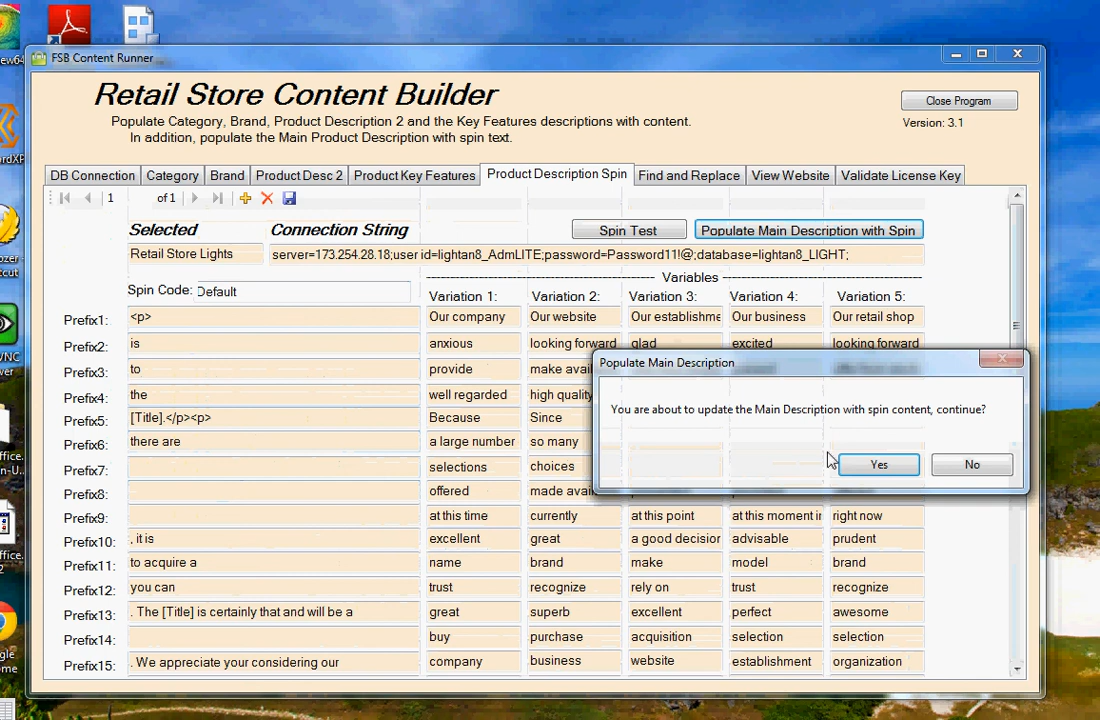 ew64
FSB Content Runner
Retail Store Content Builder
Close Program
Populate Category, Brand, Product Description 2 and the Key Features descriptions with content.
In addition, populate the Main Product Description with spin text.
Version: 3.1
DB Connection Category Brand Product Desc 2 Product Key Features Product Description Spin Find and Replace View Website Validate License Key
1 of 1
Selected Connection String Spin Test Populate Main Description with Spin
Retail Store Lights server=173.254.28.18;user id=lightan8_AdmLITE;password=Password11!@;database=lightan8_LIGHT;
Variables
Spin Code: Default
Variation 1: Variation 2: Variation 3: Variation 4: Variation 5:
Prefix1: <p> Our company Our website Our establishme Our business Our retail shop
Prefix2: is anxious looking forward glad excited looking forward
Prefix3: to provide make avai
Prefix4: the well regarded high quality
Prefix5: [Title].</p><p> Because Since
Prefix6: there are a large number so many
Prefix7: selections choices
Prefix8: offered made avai
Prefix9: at this time currently at this point at this moment in right now
Prefix10: , it is excellent great a good decision advisable prudent
Prefix11: to acquire a name brand make model brand
Prefix12: you can trust recognize rely on trust recognize
Prefix13: . The [Title] is certainly that and will be a great superb excellent perfect awesome
Prefix14: buy purchase acquisition selection selection
Prefix15: . We appreciate your considering our company business website establishment organization
Populate Main Description
You are about to update the Main Description with spin content, continue?
Yes No